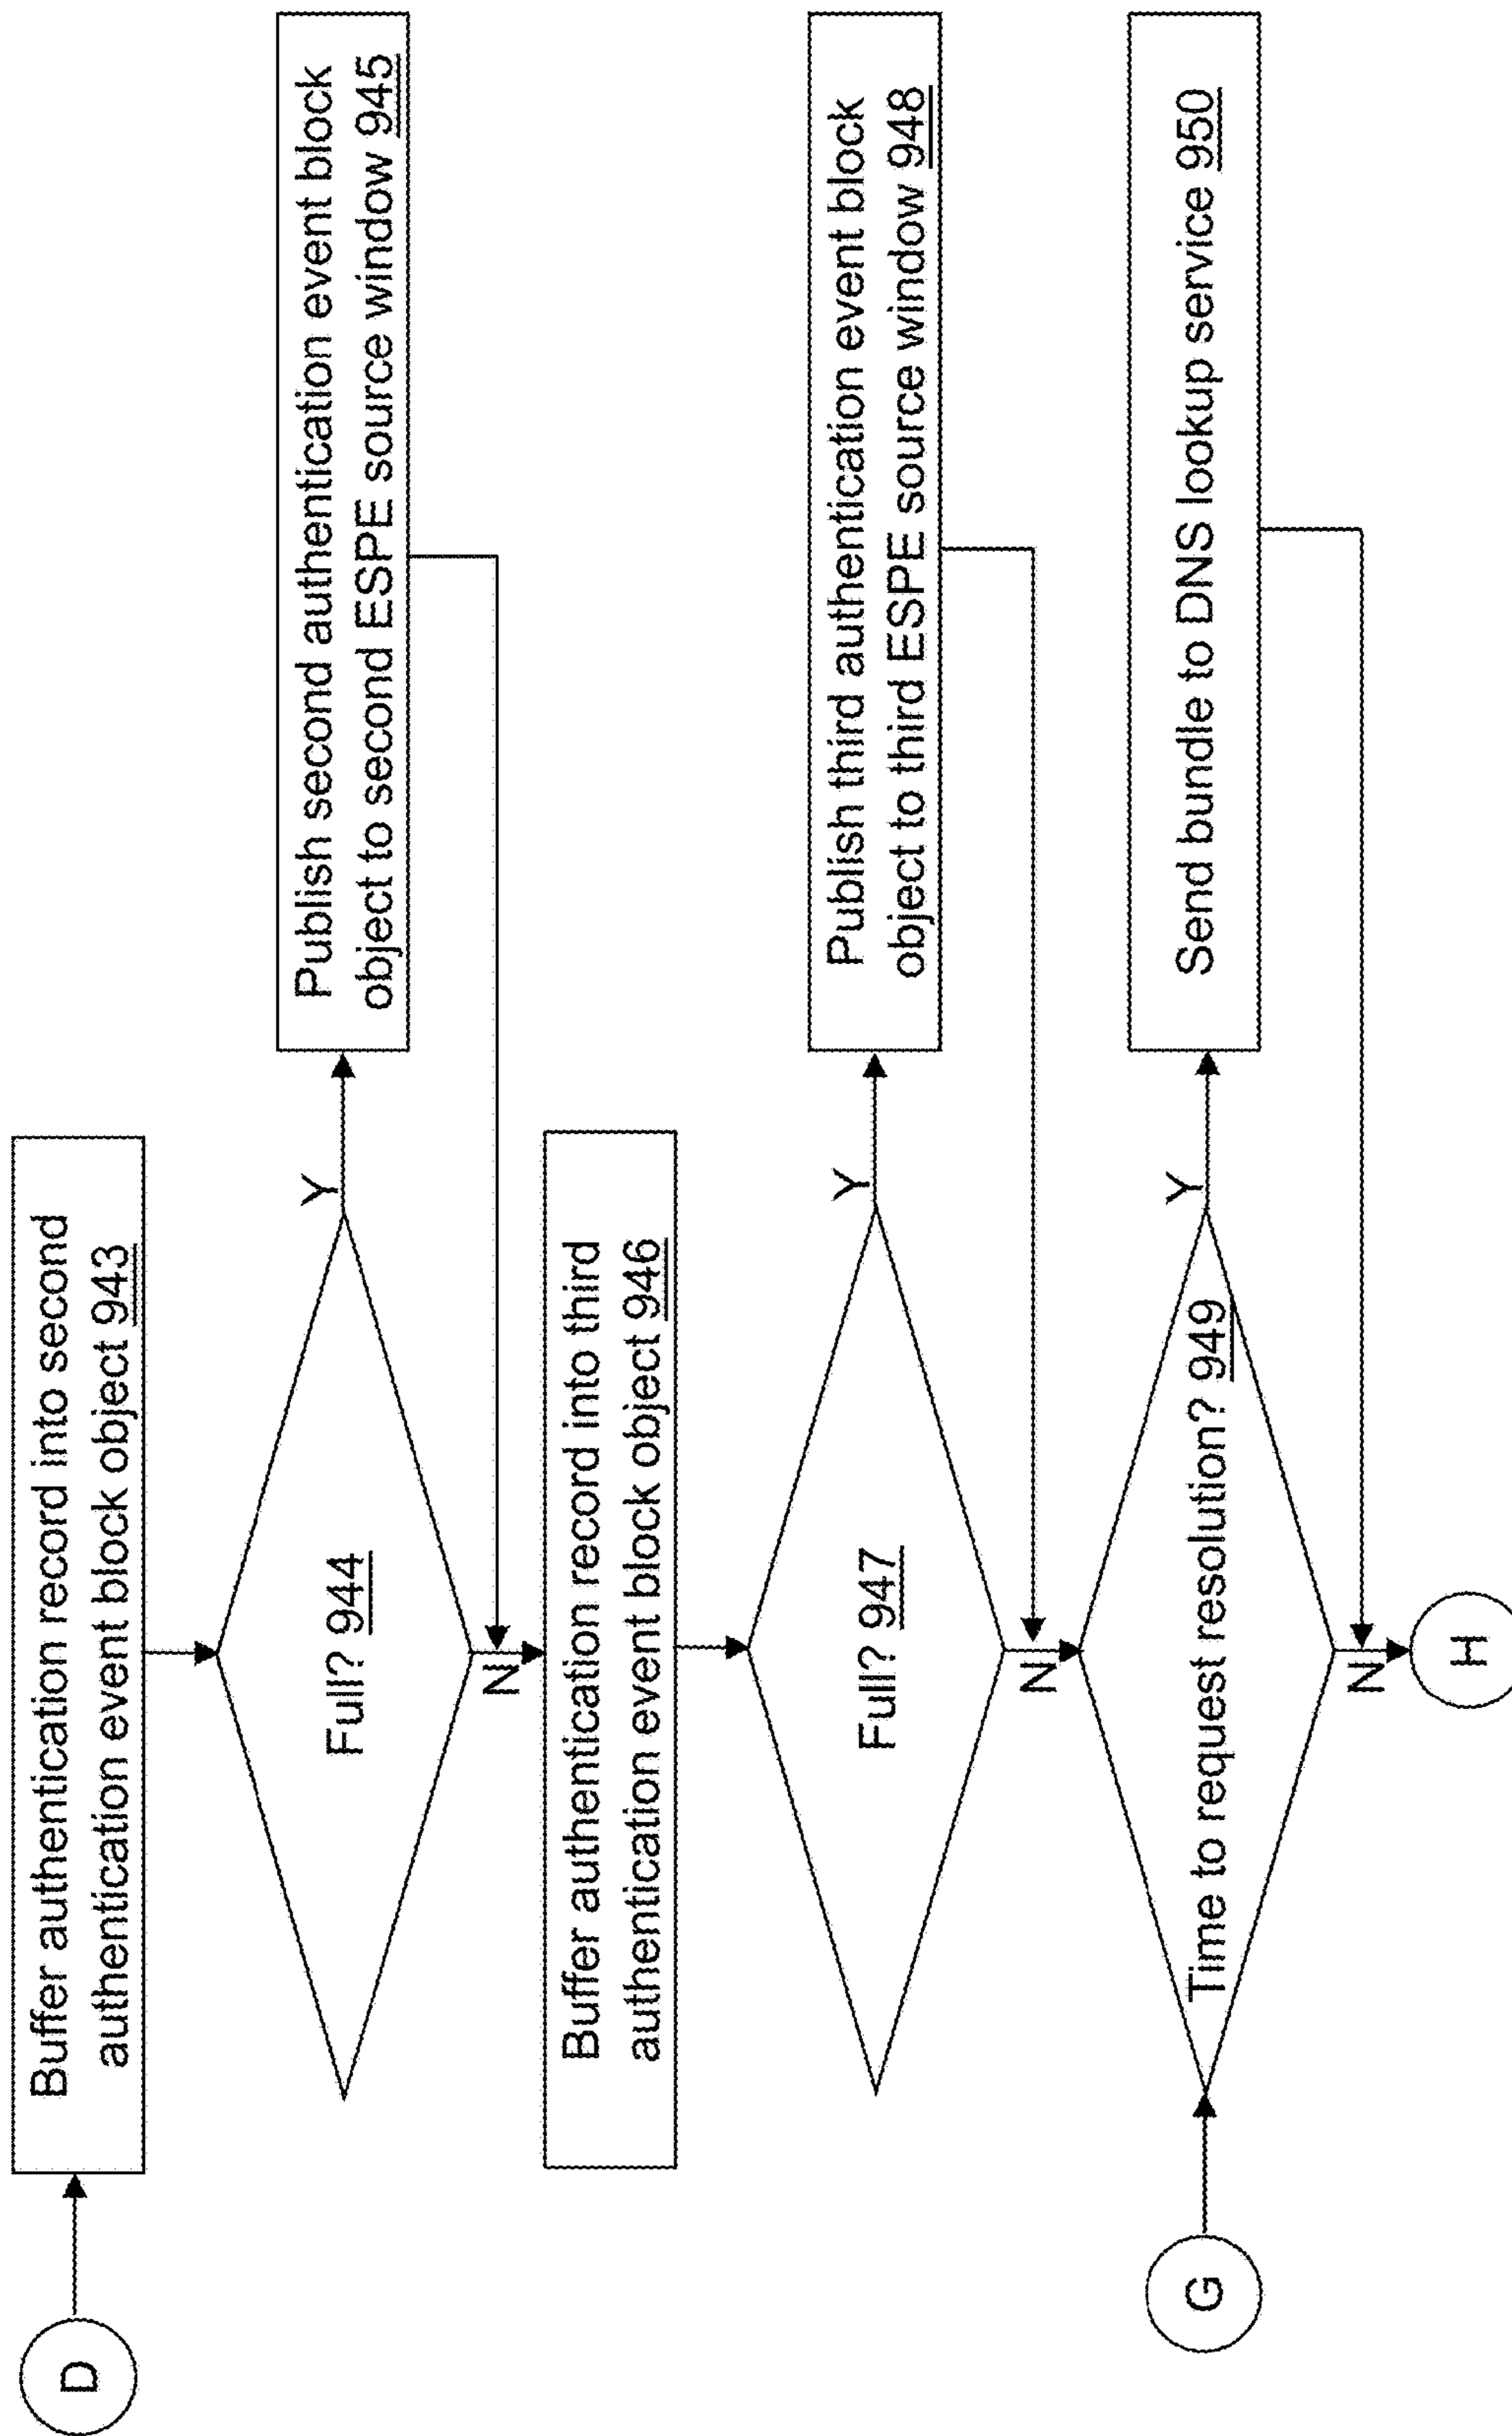 D
Buffer authentication record into second
authentication event block object 943
Full? 944
Y
N
Publish second authentication event block
object to second ESPE source window 945
Buffer authentication record into third
authentication event block object 946
Full? 947
Y
N
Publish third authentication event block
object to third ESPE source window 948
G
Time to request resolution? 949
Y
N
Send bundle to DNS lookup service 950
H